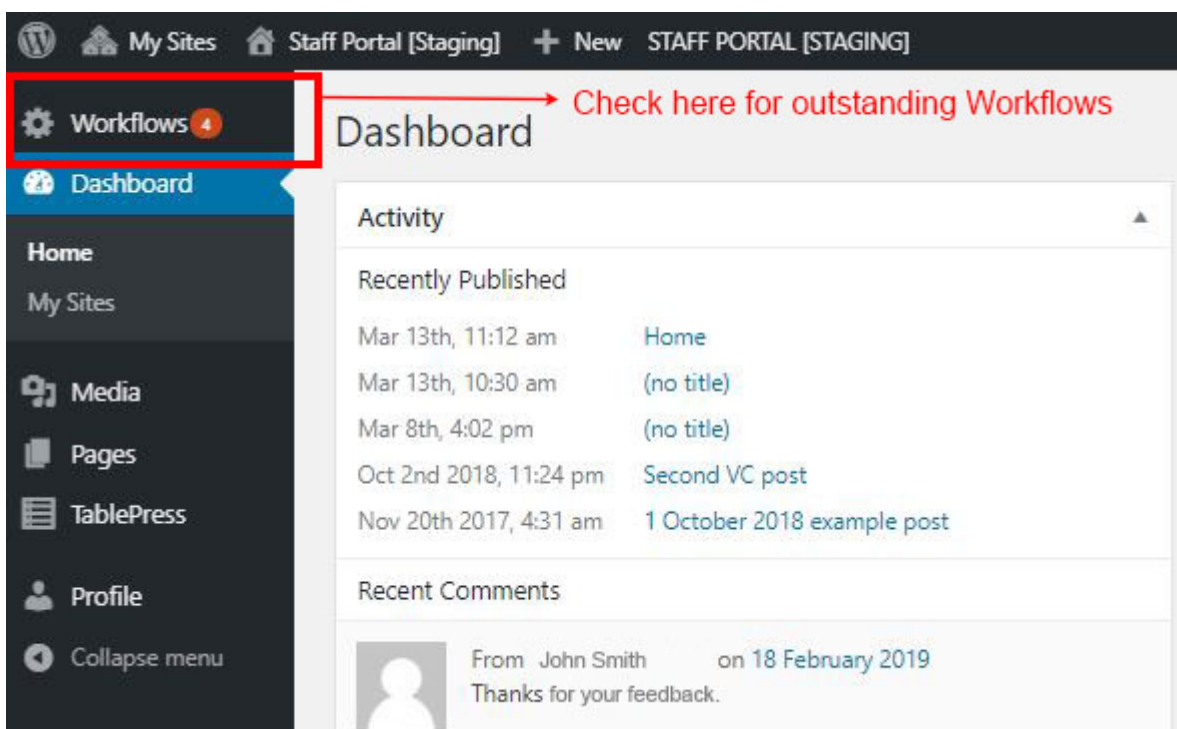 My Sites Staff Portal [Staging] + New STAFF PORTAL [STAGING]
Workflows 4
Check here for outstanding Workflows
Dashboard
Dashboard
Home
My Sites
Media
Pages
TablePress
Profile
Collapse menu
Activity
Recently Published
Mar 13th, 11:12 am Home
Mar 13th, 10:30 am (no title)
Mar 8th, 4:02 pm (no title)
Oct 2nd 2018, 11:24 pm Second VC post
Nov 20th 2017, 4:31 am 1 October 2018 example post
Recent Comments
From John Smith on 18 February 2019
Thanks for your feedback.